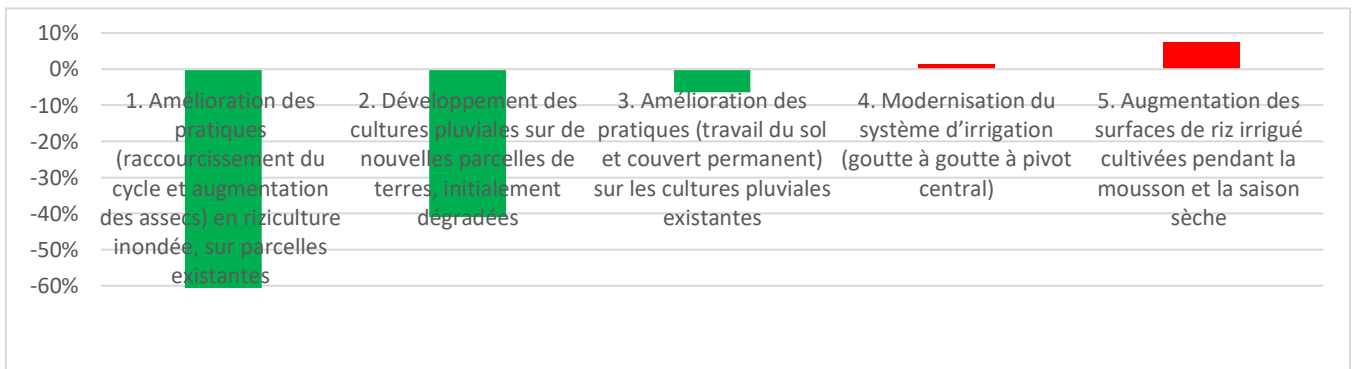 10%
0%
-10%
-20%
-30%
-40%
-50%
-60%
1. Amélioration des
pratiques
(raccourcissement du
cycle et augmentation
des assecs) en riziculture
inondée, sur parcelles
existantes
2. Développement des
cultures pluviales sur de
nouvelles parcelles de
terres, initialement
dégradées
3. Amélioration des
pratiques (travail du sol
et couvert permanent)
sur les cultures pluviales
existantes
4. Modernisation du
système d’irrigation
(goutte à goutte à pivot
central)
5. Augmentation des
surfaces de riz irrigué
cultivées pendant la
mousson et la saison
sèche